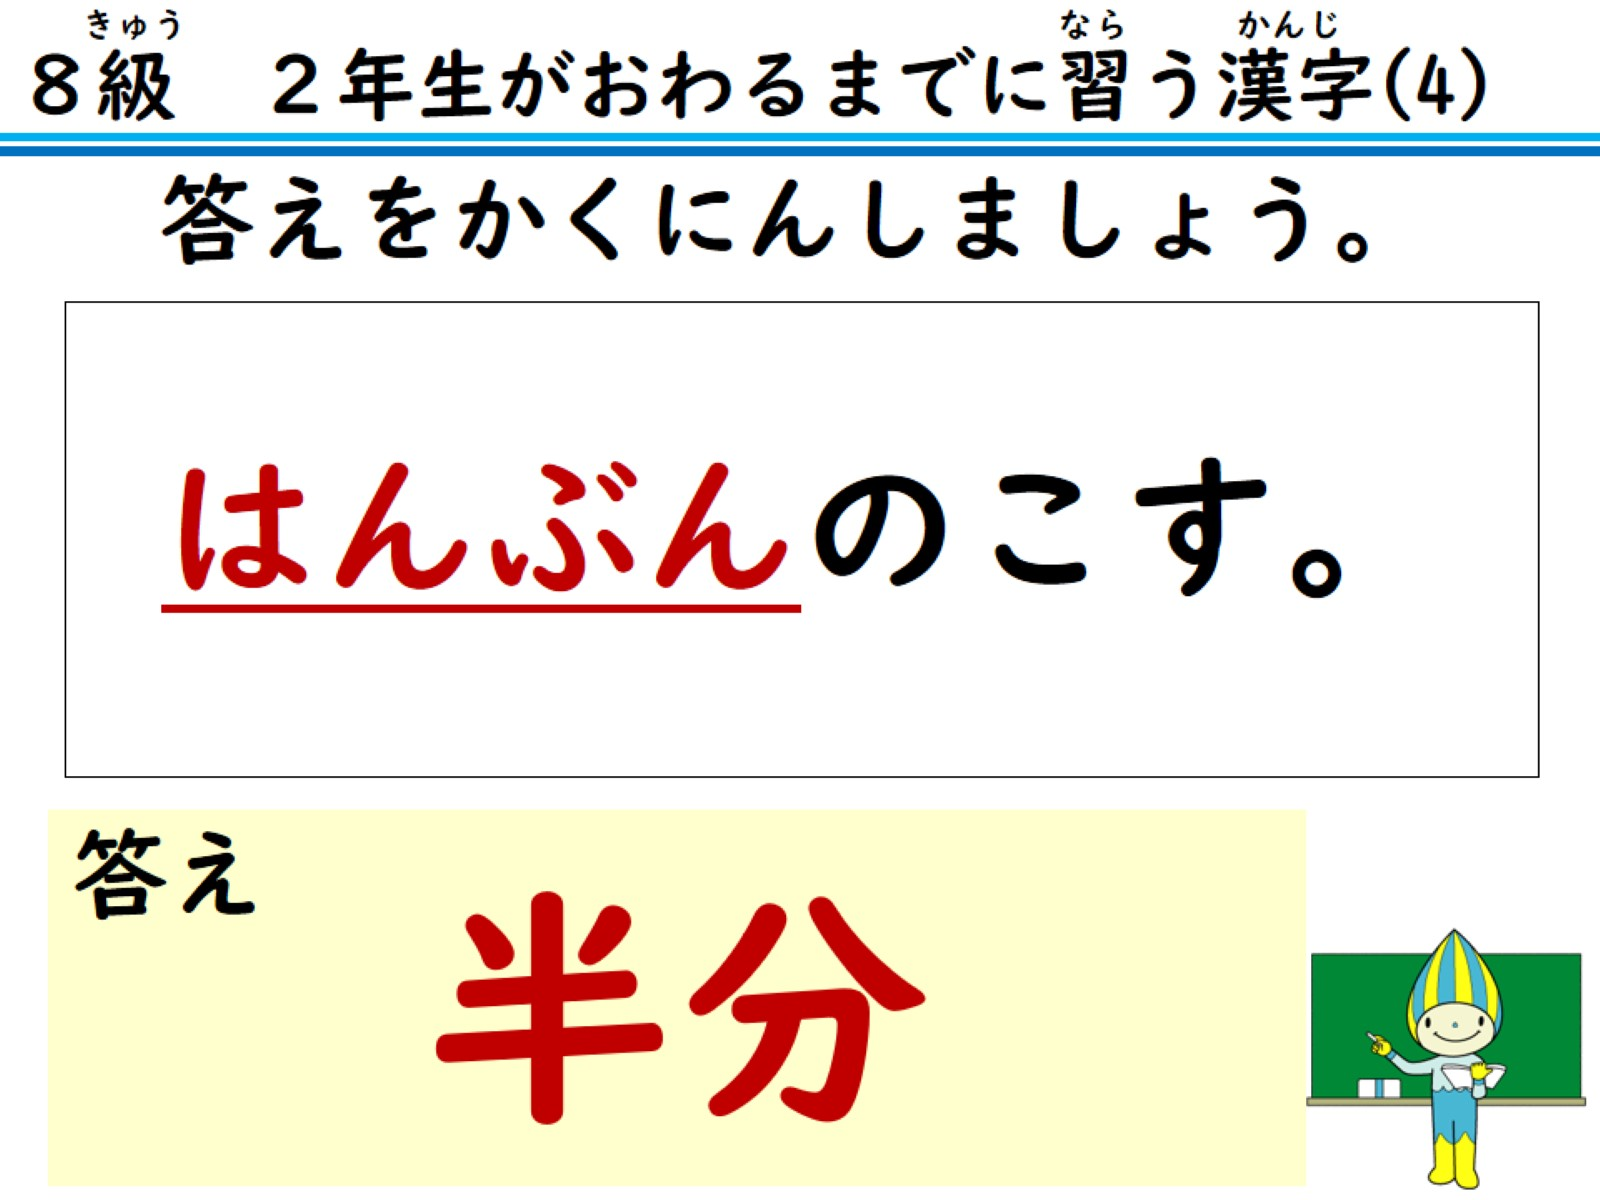 きゅう なら かんじ
８級　２年生がおわるまでに習う漢字(4)
答えをかくにんしましょう。
はんぶんのこす。
答え
半分